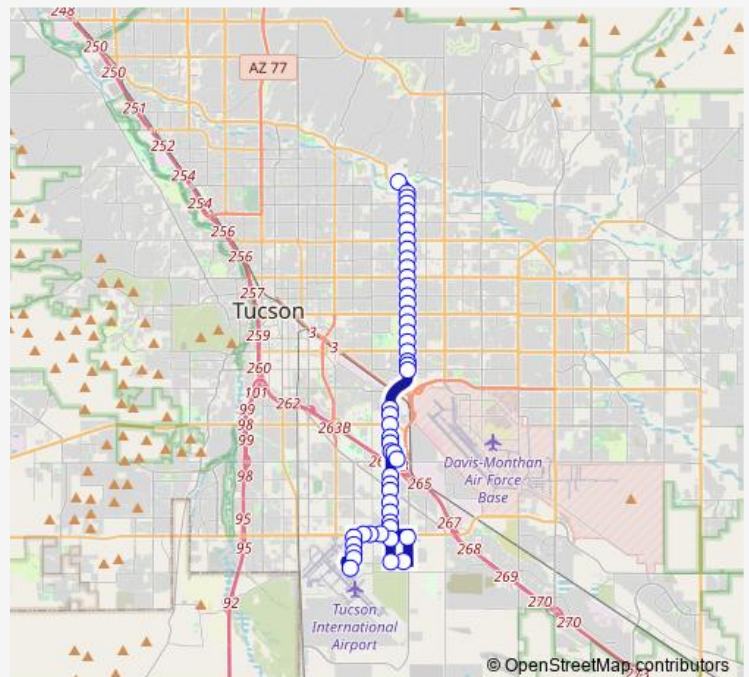 248
250
250
AZ 77
251
252
254
254
256
256
257
Tucson
259
3
3
260
101
99
262
98
263B
99
98
265
Davis-Monthan
Air Force
Base
95
267
95
268
269
92
270
270
Tucson
International
Airport
© OpenStreetMap contributors